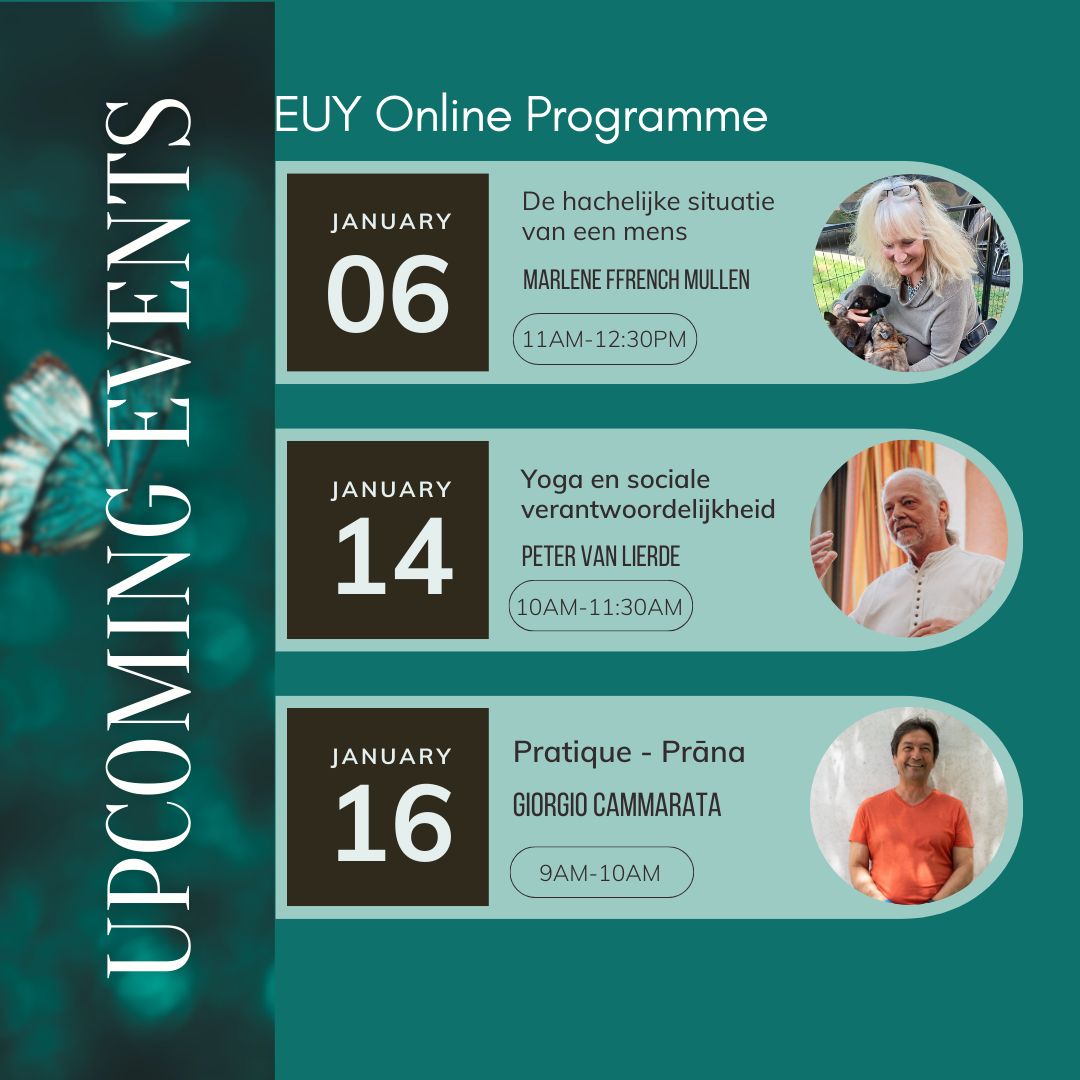 UPCOMING EVENTS
EUY Online Programme
JANUARY
06
De hachelijke situatie
van een mens
MARLENE FFRENCH MULLEN
11AM-12:30PM
JANUARY
14
Yoga en sociale
verantwoordelijkheid
PETER VAN LIERDE
10AM-11:30AM
JANUARY
16
Pratique - Prāna
GIORGIO CAMMARATA
9AM-10AM